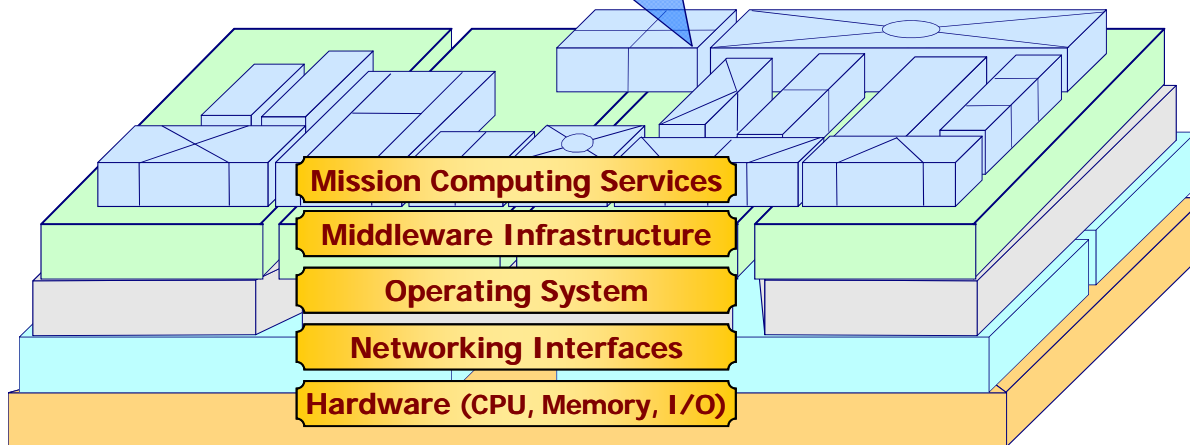 Mission Computing Services
Middleware Infrastructure
Operating System
Networking Interfaces
Hardware (CPU, Memory, I/O)